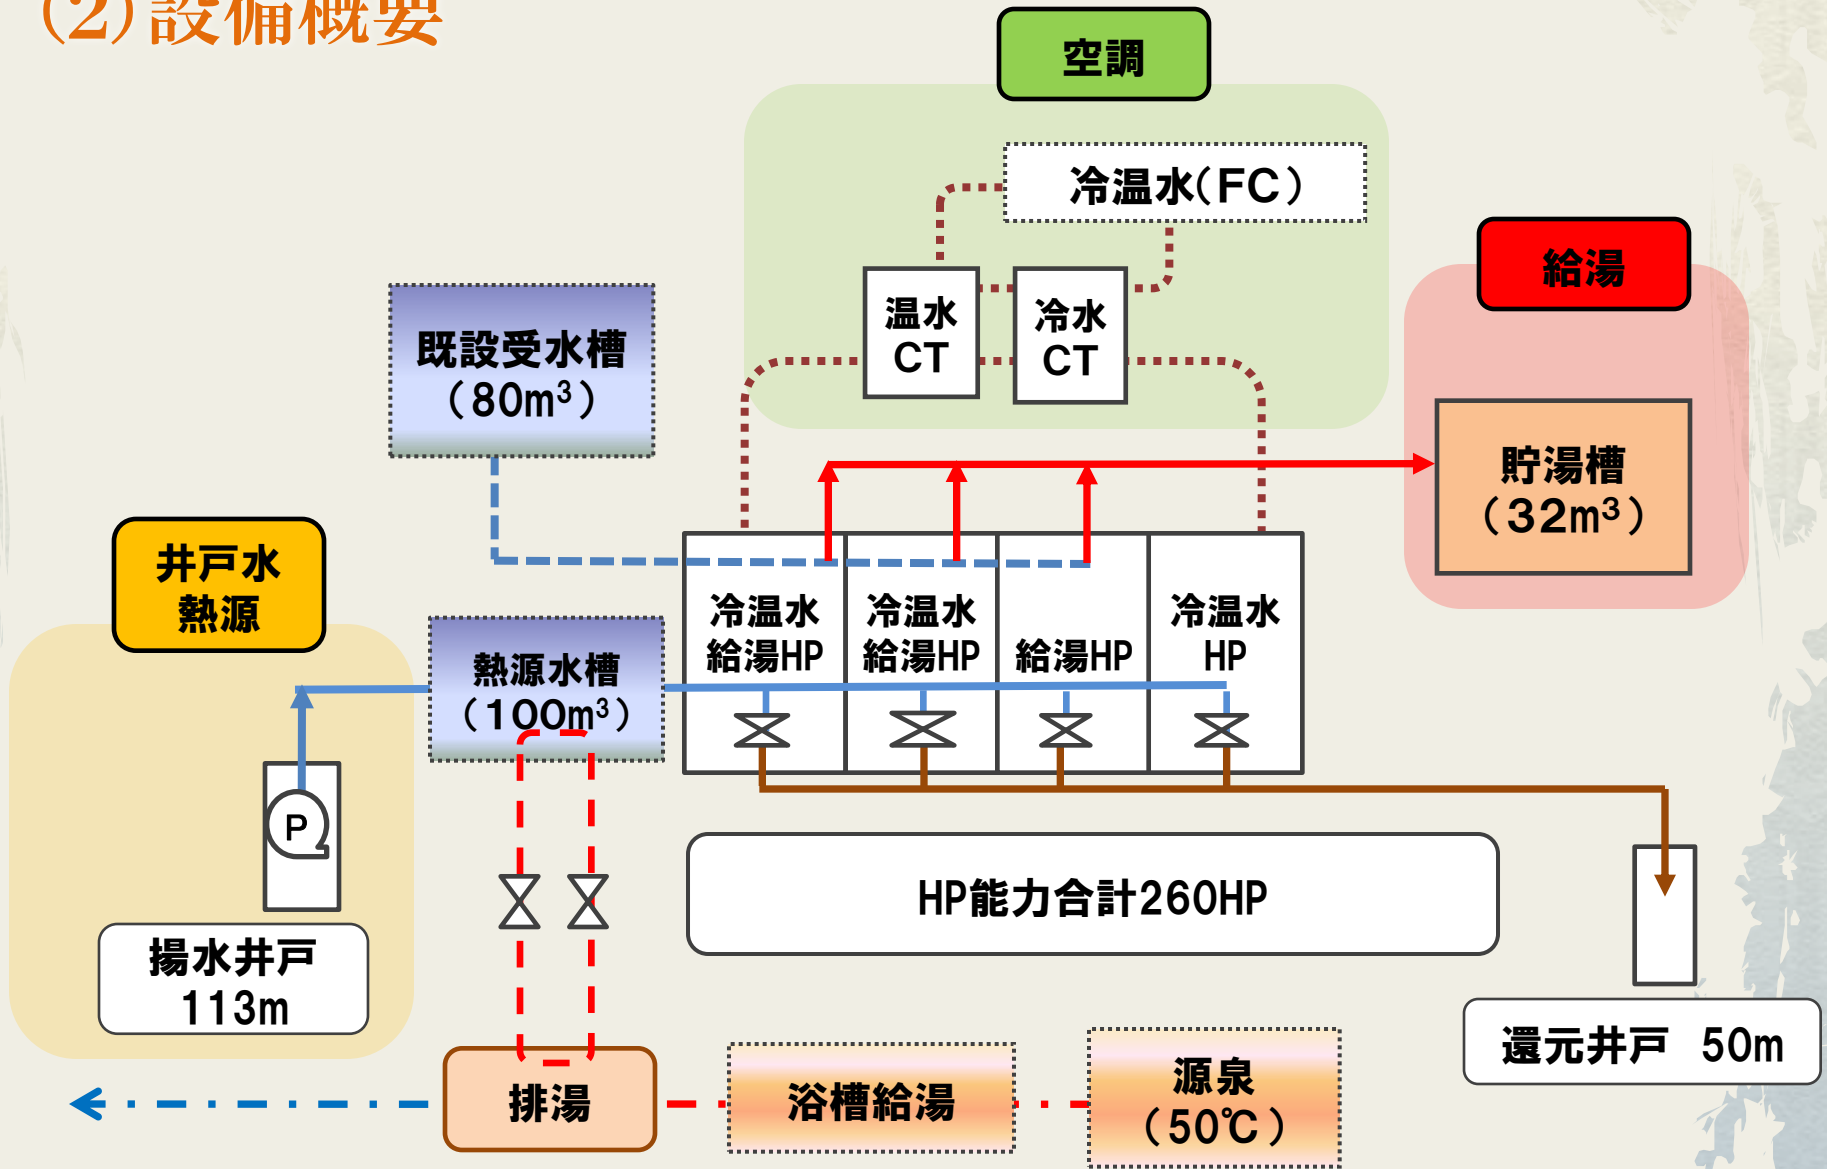 (2)設備概要
空調
冷温水(FC)
温水
CT
冷水
CT
給湯
既設受水槽
(80m³)
貯湯槽
(32m³)
井戸水
熱源
熱源水槽
(100m³)
冷温水
給湯HP
冷温水
給湯HP
給湯HP
冷温水
HP
P
HP能力合計260HP
揚水井戸
113m
還元井戸 50m
排湯
浴槽給湯
源泉
(50℃)